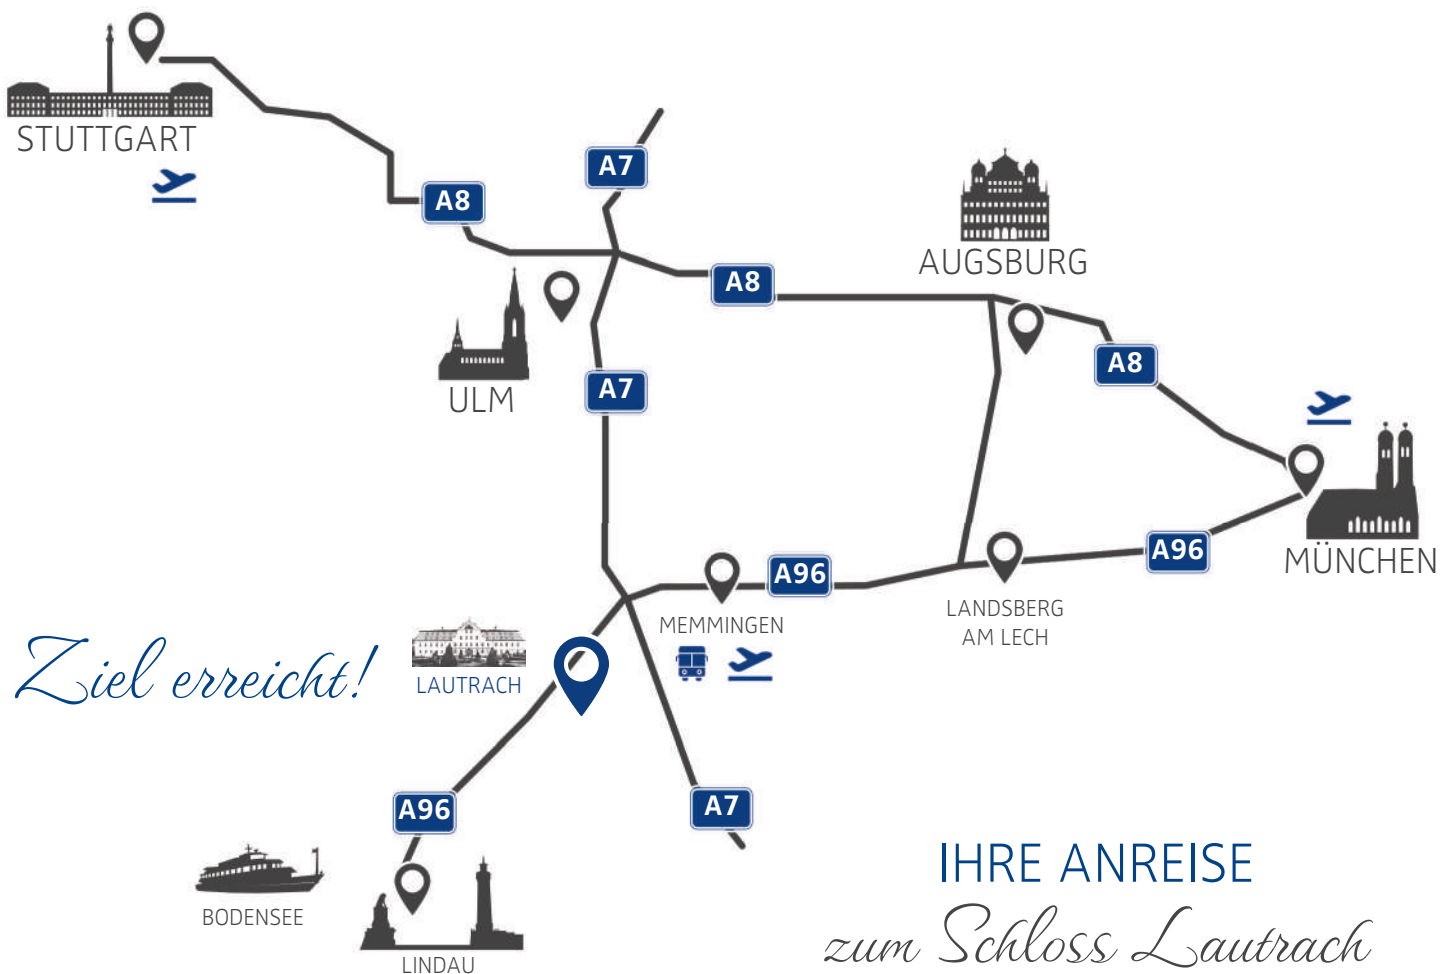 STUTTGART
A7
A8
AUGSBURG
A8
A8
A7
ULM
A96
MÜNCHEN
A96
LANDSBERG
AM LECH
MEMMINGEN
Ziel erreicht!
LAUTRACH
A96
A7
BODENSEE
LINDAU
IHRE ANREISE
zum Schloss Lautrach